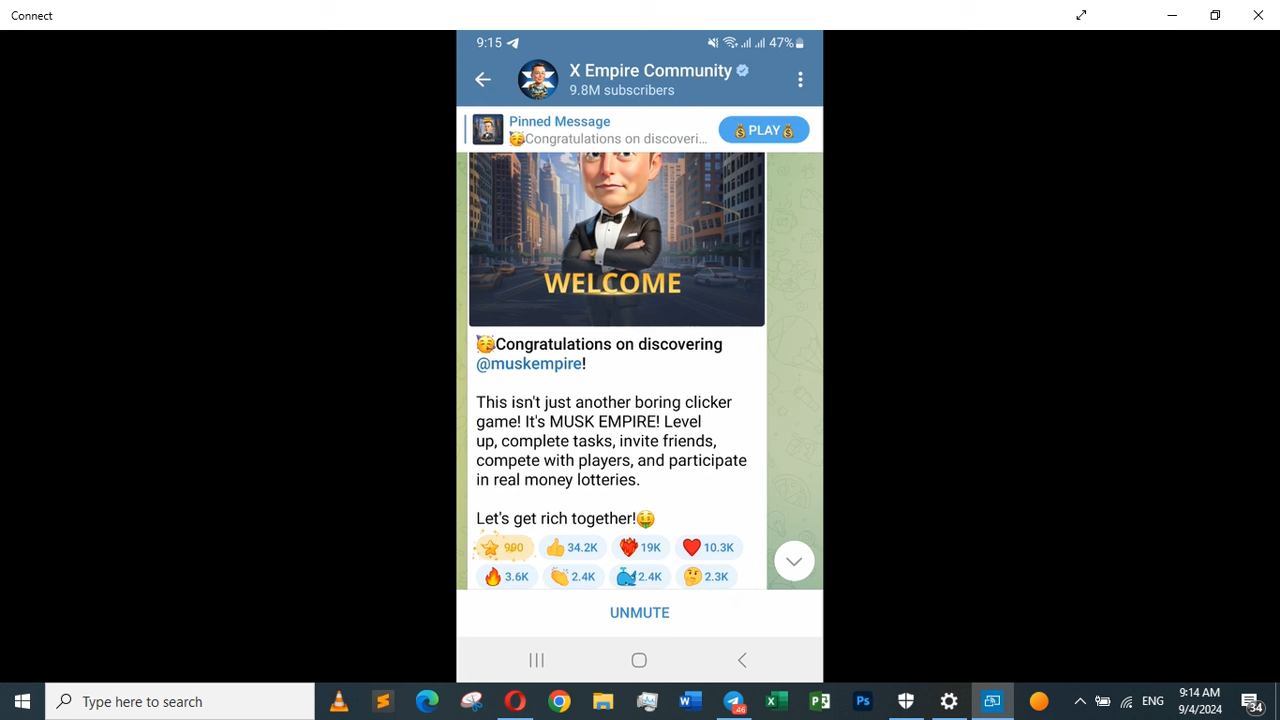 Connect
9:15
47%
X Empire Community
9.8M subscribers
Pinned Message
🥳Congratulations on discoveri...
💰PLAY💰
WELCOME
🥳Congratulations on discovering
@muskempire!
This isn't just another boring clicker
game! It's MUSK EMPIRE! Level
up, complete tasks, invite friends,
compete with players, and participate
in real money lotteries.
Let's get rich together!🤑
34.2K
19K
10.3K
3.6K
2.4K
2.4K
2.3K
UNMUTE
Type here to search
ENG
9:14 AM
9/4/2024
34